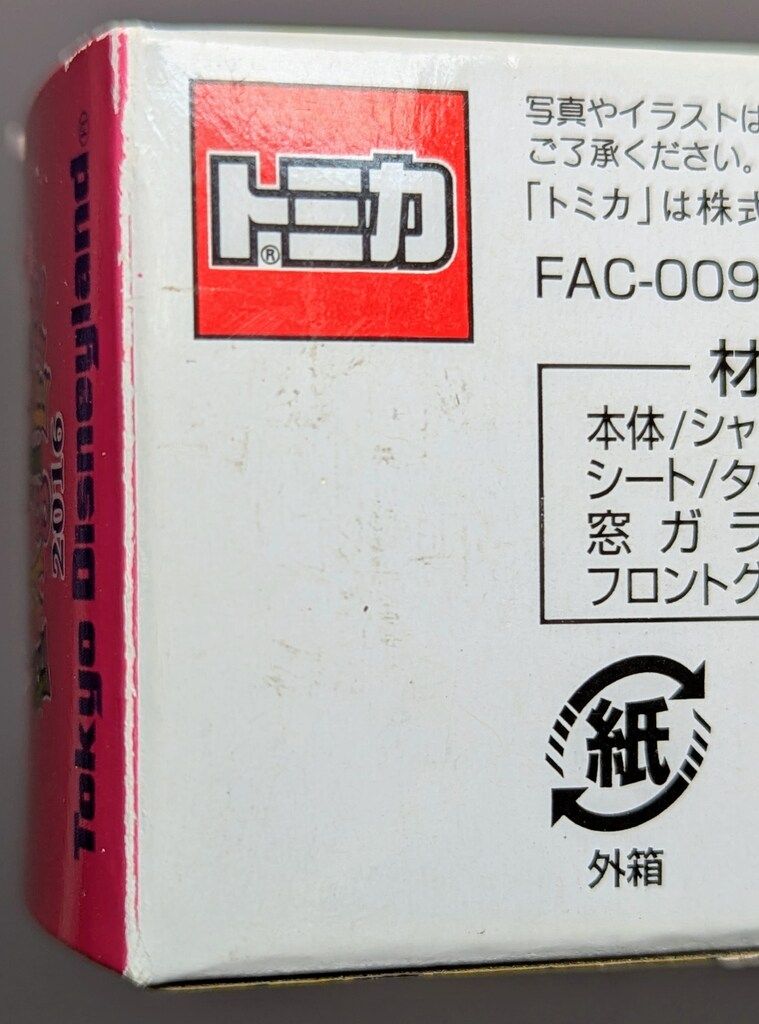 Tokyo Disneyland®
2016
トミカ®
写真やイラストは
ご了承ください。
「トミカ」は株式
FAC-009
材
本体/シャ
シート/タ
窓ガラ
フロントグ
紙
外箱